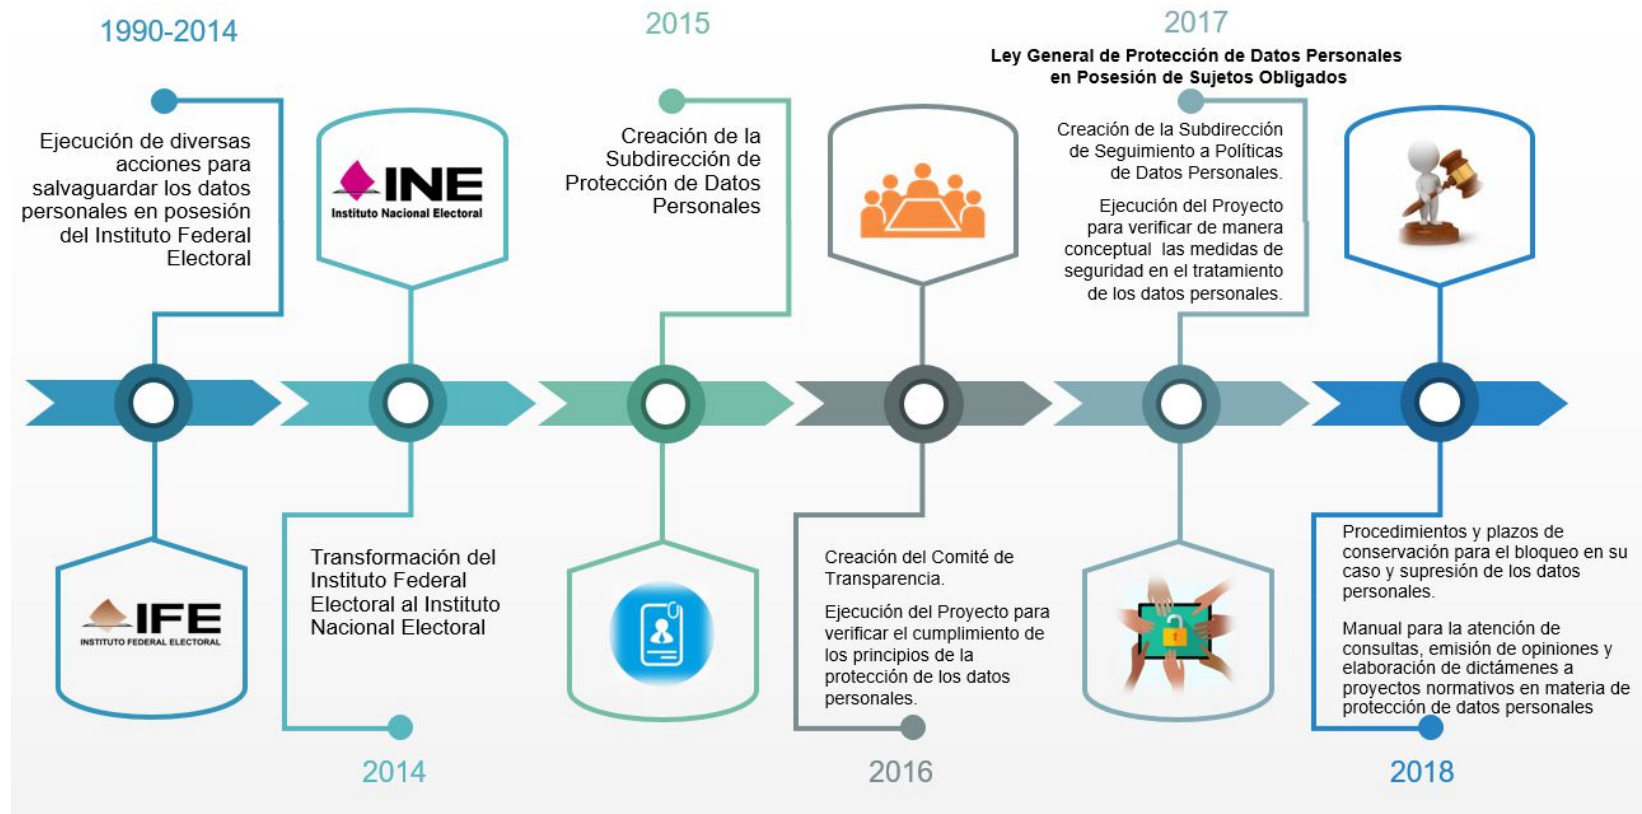 1990-2014
Ejecución de diversas
acciones para
salvaguardar los datos
personales en posesión
del Instituto Federal
Electoral
IFE
INSTITUTO FEDERAL ELECTORAL
INE
Instituto Nacional Electoral
Transformación del
Instituto Federal
Electoral al Instituto
Nacional Electoral
2014
2015
Creación de la
Subdirección de
Protección de Datos
Personales
Creación del Comité de
Transparencia.
Ejecución del Proyecto para
verificar el cumplimiento de
los principios de la
protección de los datos
personales.
2016
2017
Ley General de Protección de Datos Personales
en Posesión de Sujetos Obligados
Creación de la Subdirección
de Seguimiento a Políticas
de Datos Personales.
Ejecución del Proyecto
para verificar de manera
conceptual las medidas de
seguridad en el tratamiento
de los datos personales.
Procedimientos y plazos de
conservación para el bloqueo en su
caso y supresión de los datos
personales.
Manual para la atención de
consultas, emisión de opiniones y
elaboración de dictámenes a
proyectos normativos en materia de
protección de datos personales
2018